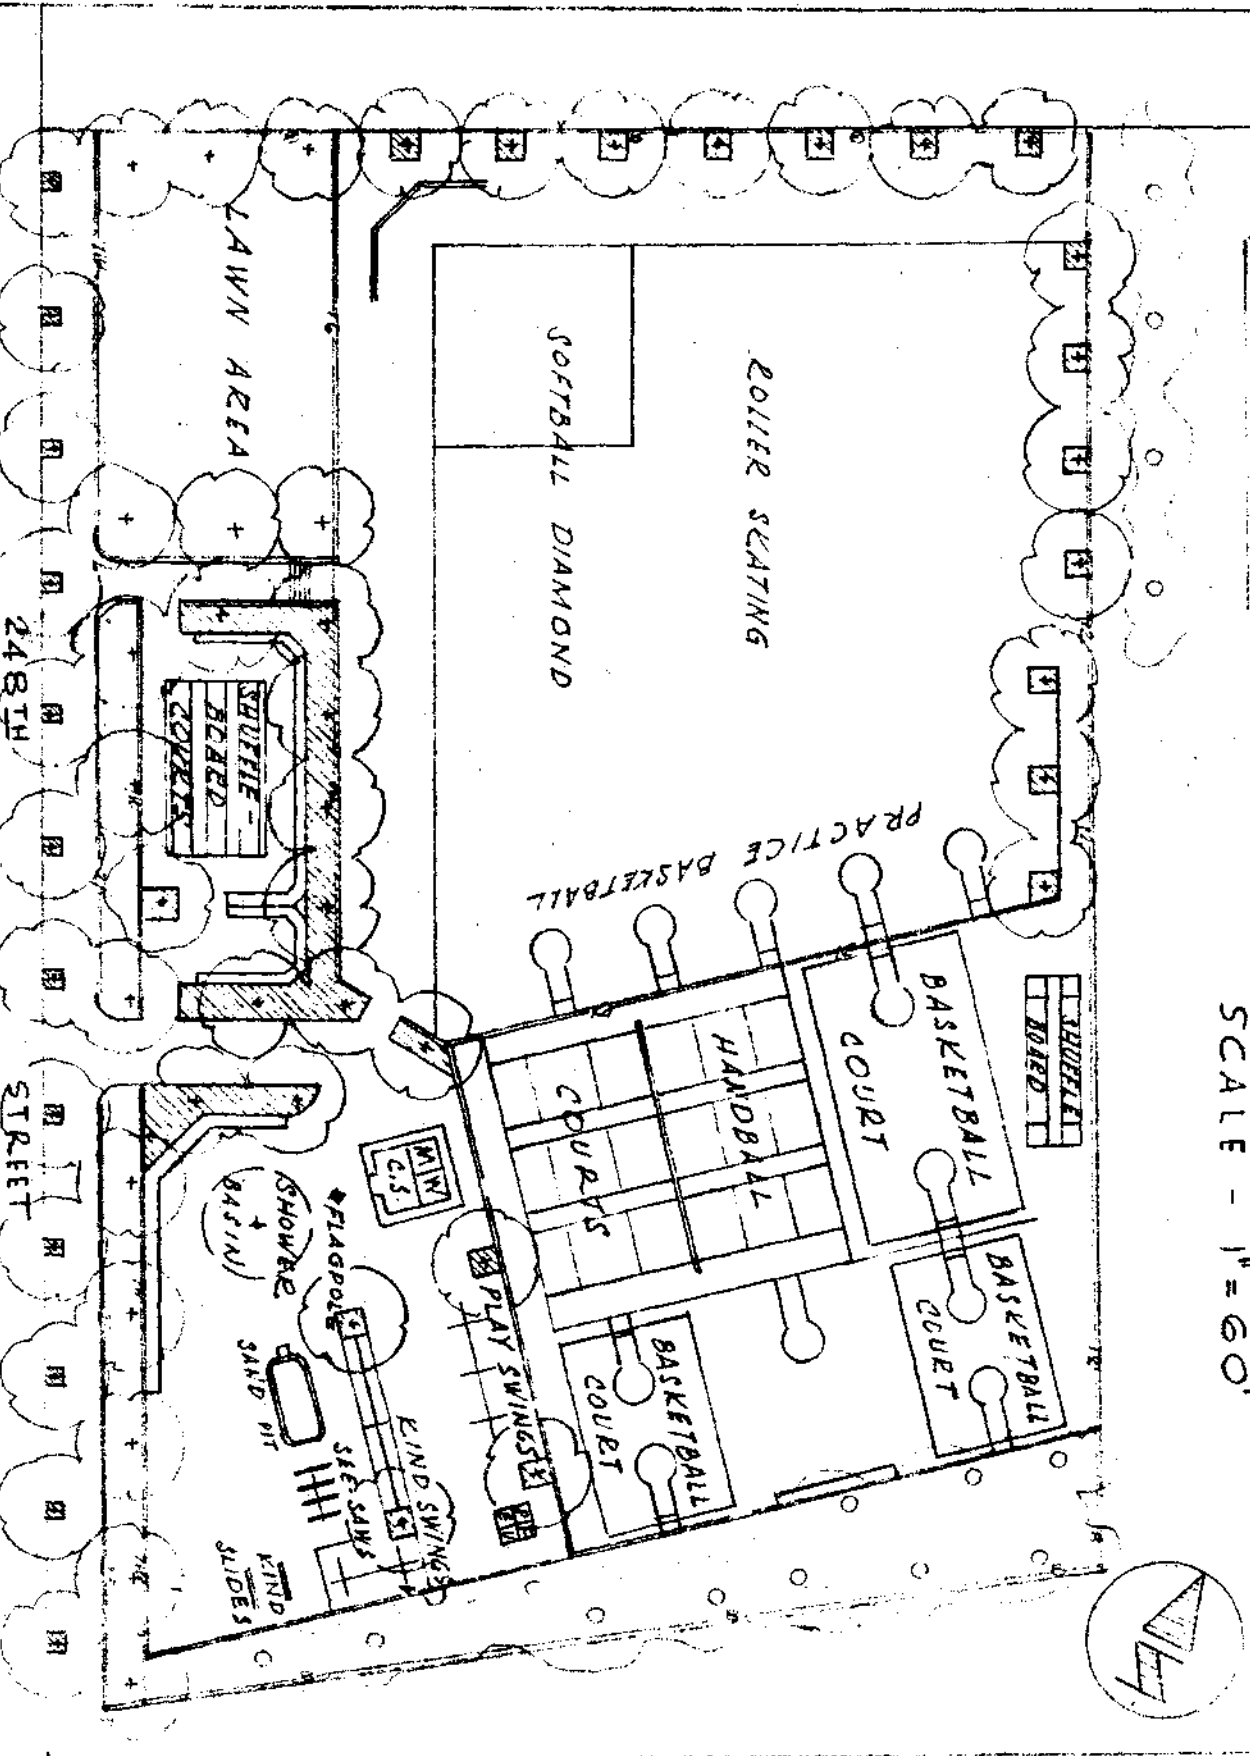 SCALE - 1"=60'
ROLLER SKATING
SOFTBALL DIAMOND
LAWN AREA
PRACTICE BASKETBALL
SHUFFLE-
BOARD
COURTS
248TH
STREET
BASKETBALL
COURT
SHUFFLE
BOARD
HANDBALL
COURTS
BASKETBALL
COURT
BASKETBALL
COURT
M W
C.S.
PLAY SWINGS
FLAGPOLE
SHOWER
BASIN
SAND PIT
KIND SWINGS
SEE-SAWS
KIND
SLIDES